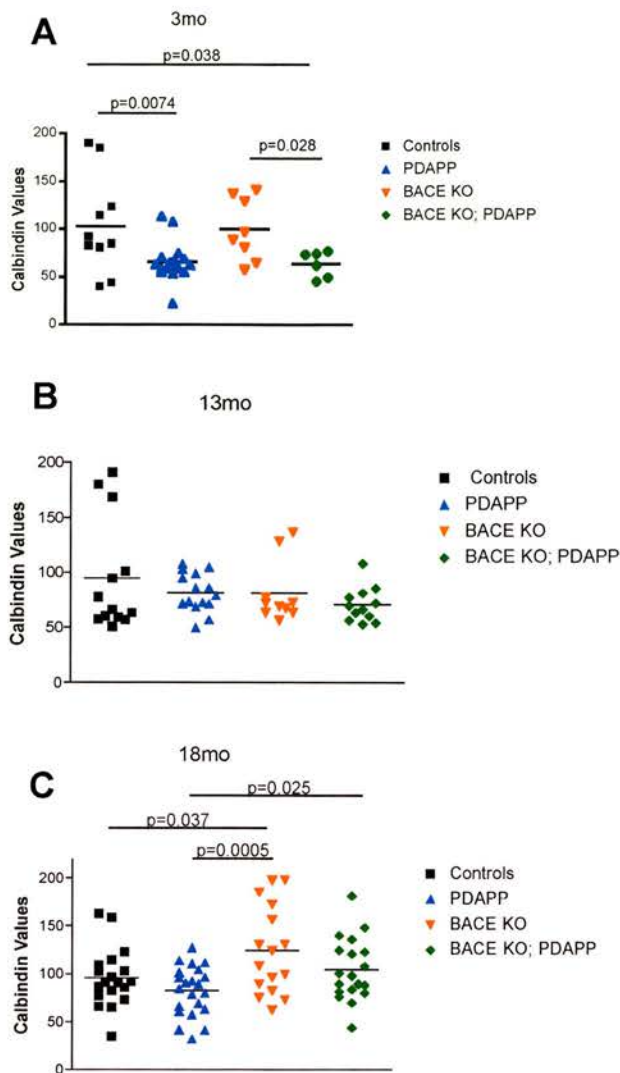 A
3mo
p=0.038
p=0.0074
p=0.028
Calbindin Values
200
150
100
50
0
Controls
PDAPP
BACE KO
BACE KO; PDAPP
B
13mo
Calbindin Values
200
150
100
50
0
Controls
PDAPP
BACE KO
BACE KO; PDAPP
18mo
C
p=0.025
p=0.037
p=0.0005
Calbindin Values
200
150
100
50
0
Controls
PDAPP
BACE KO
BACE KO; PDAPP